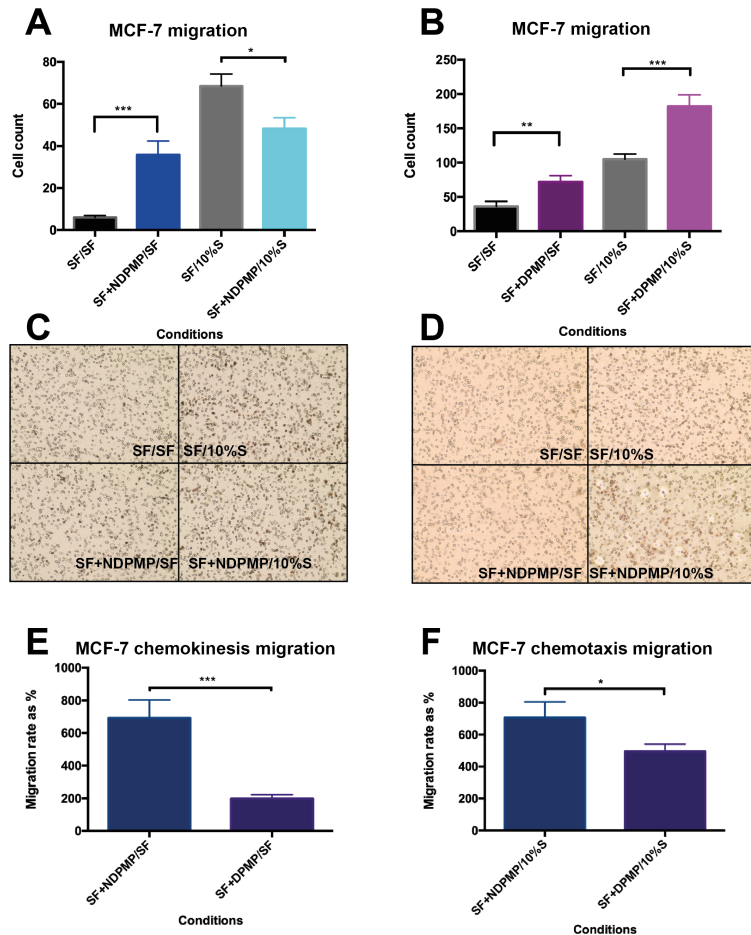 A
MCF-7 migration
Cell count
80
60
40
20
0
***
*
SF/SF
SF+NDPMP/SF
SF/10%S
SF+NDPMP/10%S
Conditions
B
MCF-7 migration
Cell count
250
200
150
100
50
0
**
***
SF/SF
SF+DPMP/SF
SF/10%S
SF+DPMP/10%S
Conditions
C
SF/SF SF/10%S
SF+NDPMP/SF SF+NDPMP/10%S
D
SF/SF SF/10%S
SF+NDPMP/SF SF+NDPMP/10%S
E
MCF-7 chemokinesis migration
Migration rate as %
1000
800
600
400
200
0
***
SF+NDPMP/SF
SF+DPMP/SF
Conditions
F
MCF-7 chemotaxis migration
Migration rate as %
1000
800
600
400
200
0
*
SF+NDPMP/10%S
SF+DPMP/10%S
Conditions